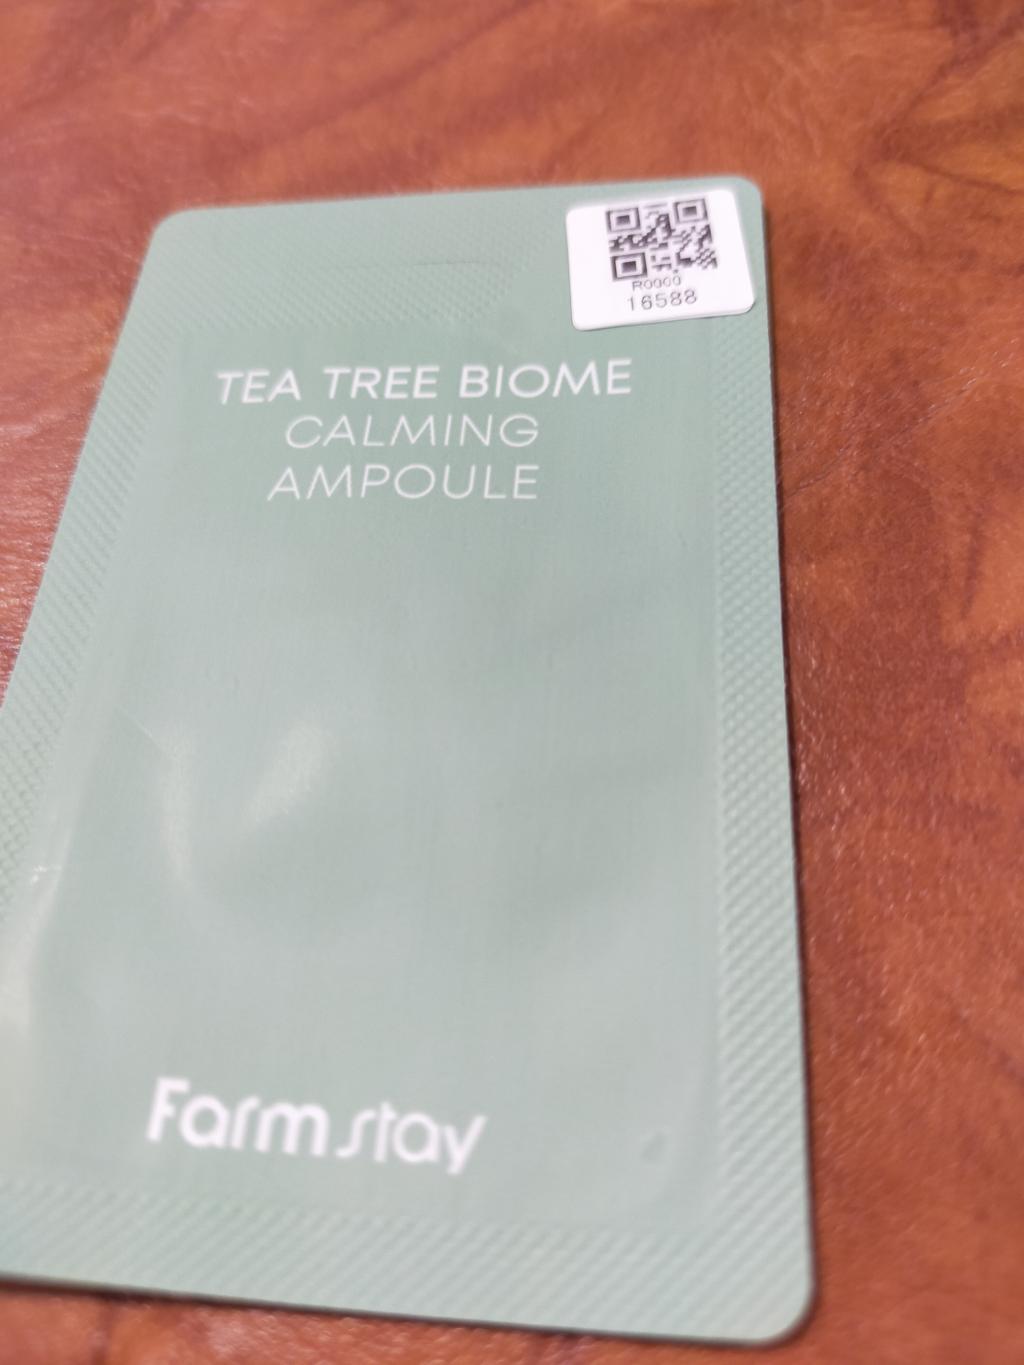 R0000
16588
TEA TREE BIOME
CALMING
AMPOULE
Farm stay